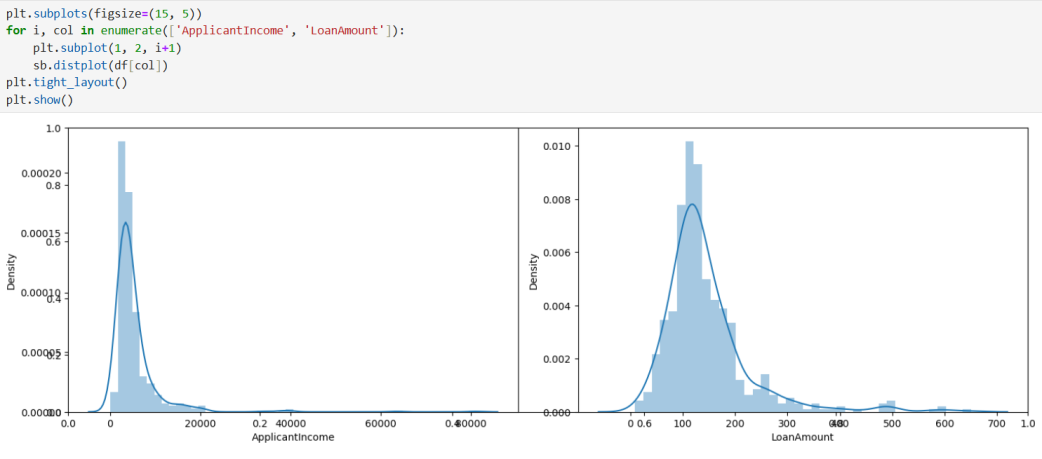 plt.subplots(figsize=(15, 5))
for i, col in enumerate(['ApplicantIncome', 'LoanAmount']):
    plt.subplot(1, 2, i+1)
    sb.distplot(df[col])
plt.tight_layout()
plt.show()
1.0
0.00020
0.8
0.00015
0.6
0.00010
0.4
0.00005
0.2
0.00000
0.0
Density
0.0 0 20000 0.2 40000 60000 0.4 80000
ApplicantIncome
0.010
0.008
0.006
0.004
0.002
0.000
Density
0 0.6 100 200 300 0.8 400 500 600 700 1.0
LoanAmount